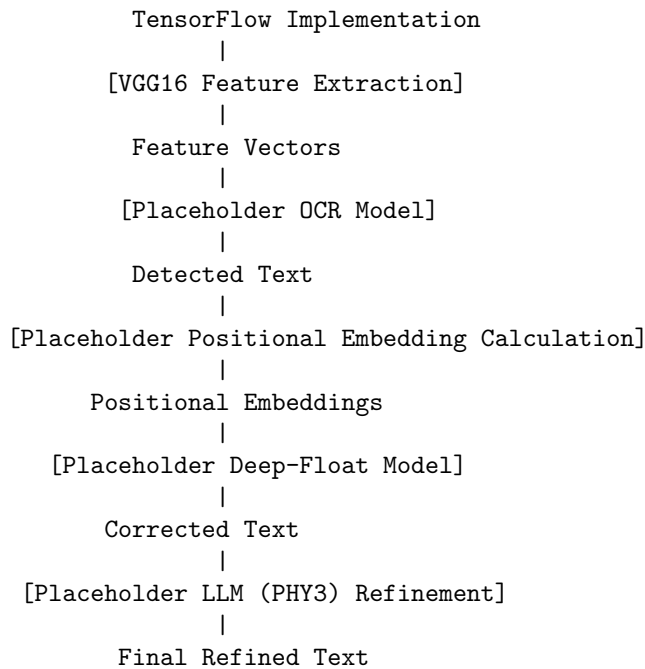 TensorFlow Implementation
|
[VGG16 Feature Extraction]
|
Feature Vectors
|
[Placeholder OCR Model]
|
Detected Text
|
[Placeholder Positional Embedding Calculation]
|
Positional Embeddings
|
[Placeholder Deep-Float Model]
|
Corrected Text
|
[Placeholder LLM (PHY3) Refinement]
|
Final Refined Text